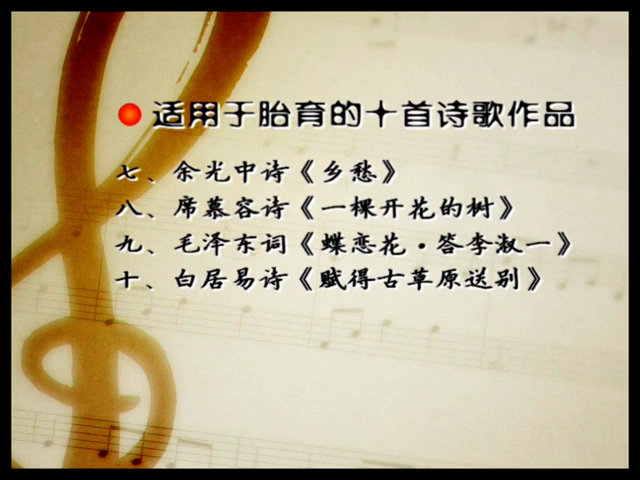 适用于胎育的十首诗歌作品
七、余光中诗《乡愁》
八、席慕容诗《一棵开花的树》
九、毛泽东词《蝶恋花·答李淑一》
十、白居易诗《赋得古草原送别》